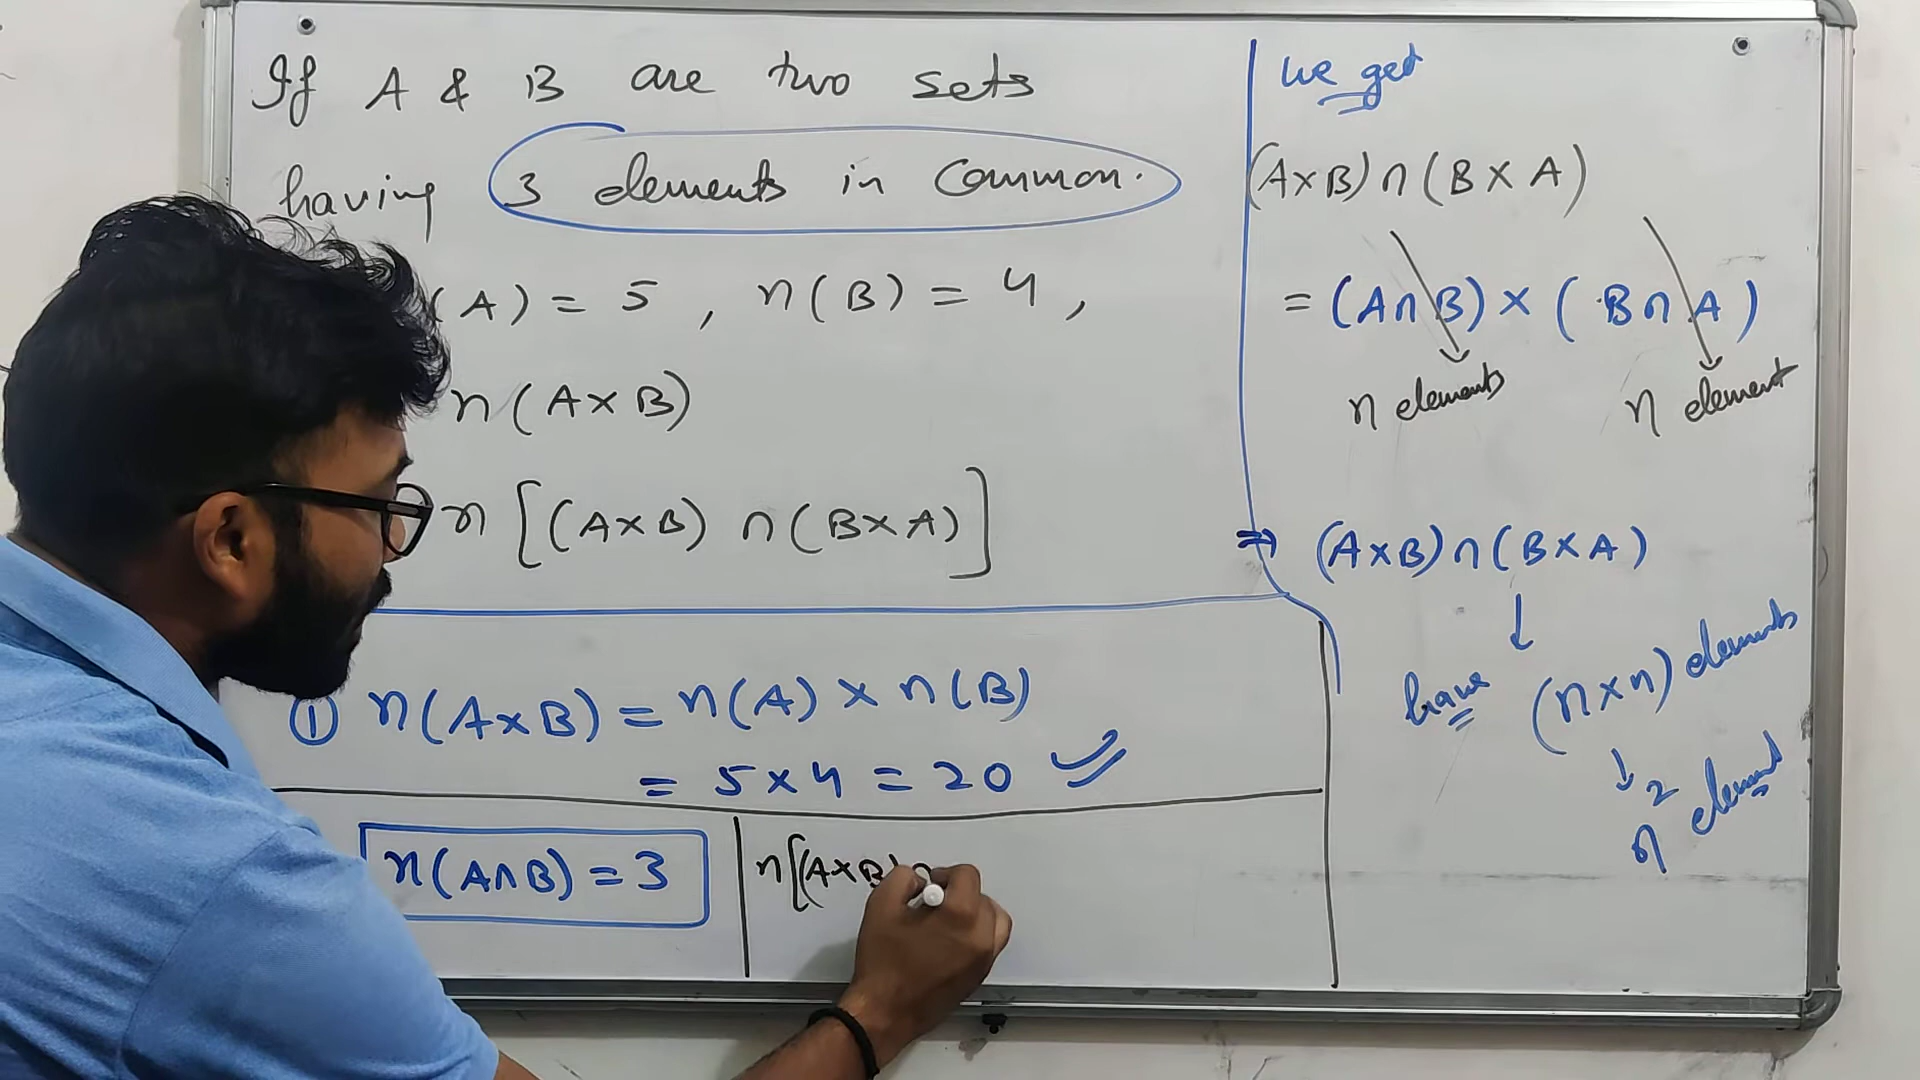 If A & B are two sets
having 3 elements in common.
(A) = 5 , n(B) = 4 ,
n(A×B)
n[(A×B) ∩ (B×A)]
① n(A×B) = n(A) × n(B)
= 5×4 = 20
n(A∩B) = 3
n[(A×B) ∩
we get
(A×B)∩(B×A)
= (A∩B)×(B∩A)
n elements n element
⇒ (A×B)∩(B×A)
↓
have (n×n) elements
↓
n² element